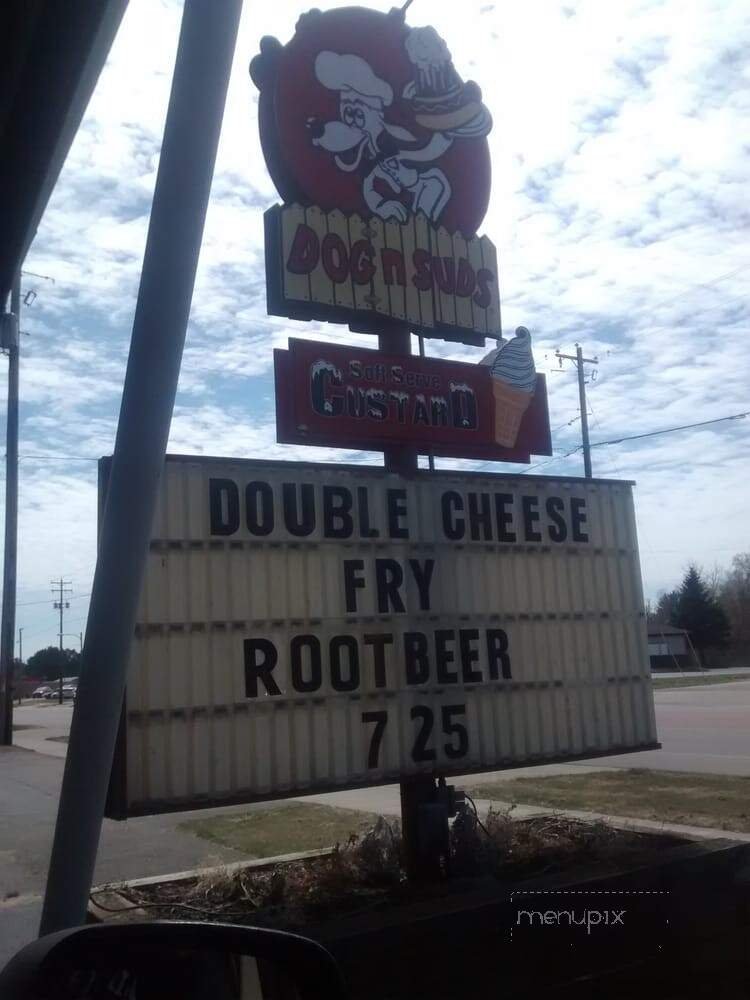 DOG n SUDS
Soft Serve
CUSTARD
DOUBLE CHEESE
FRY
ROOTBEER
7 25
menupix